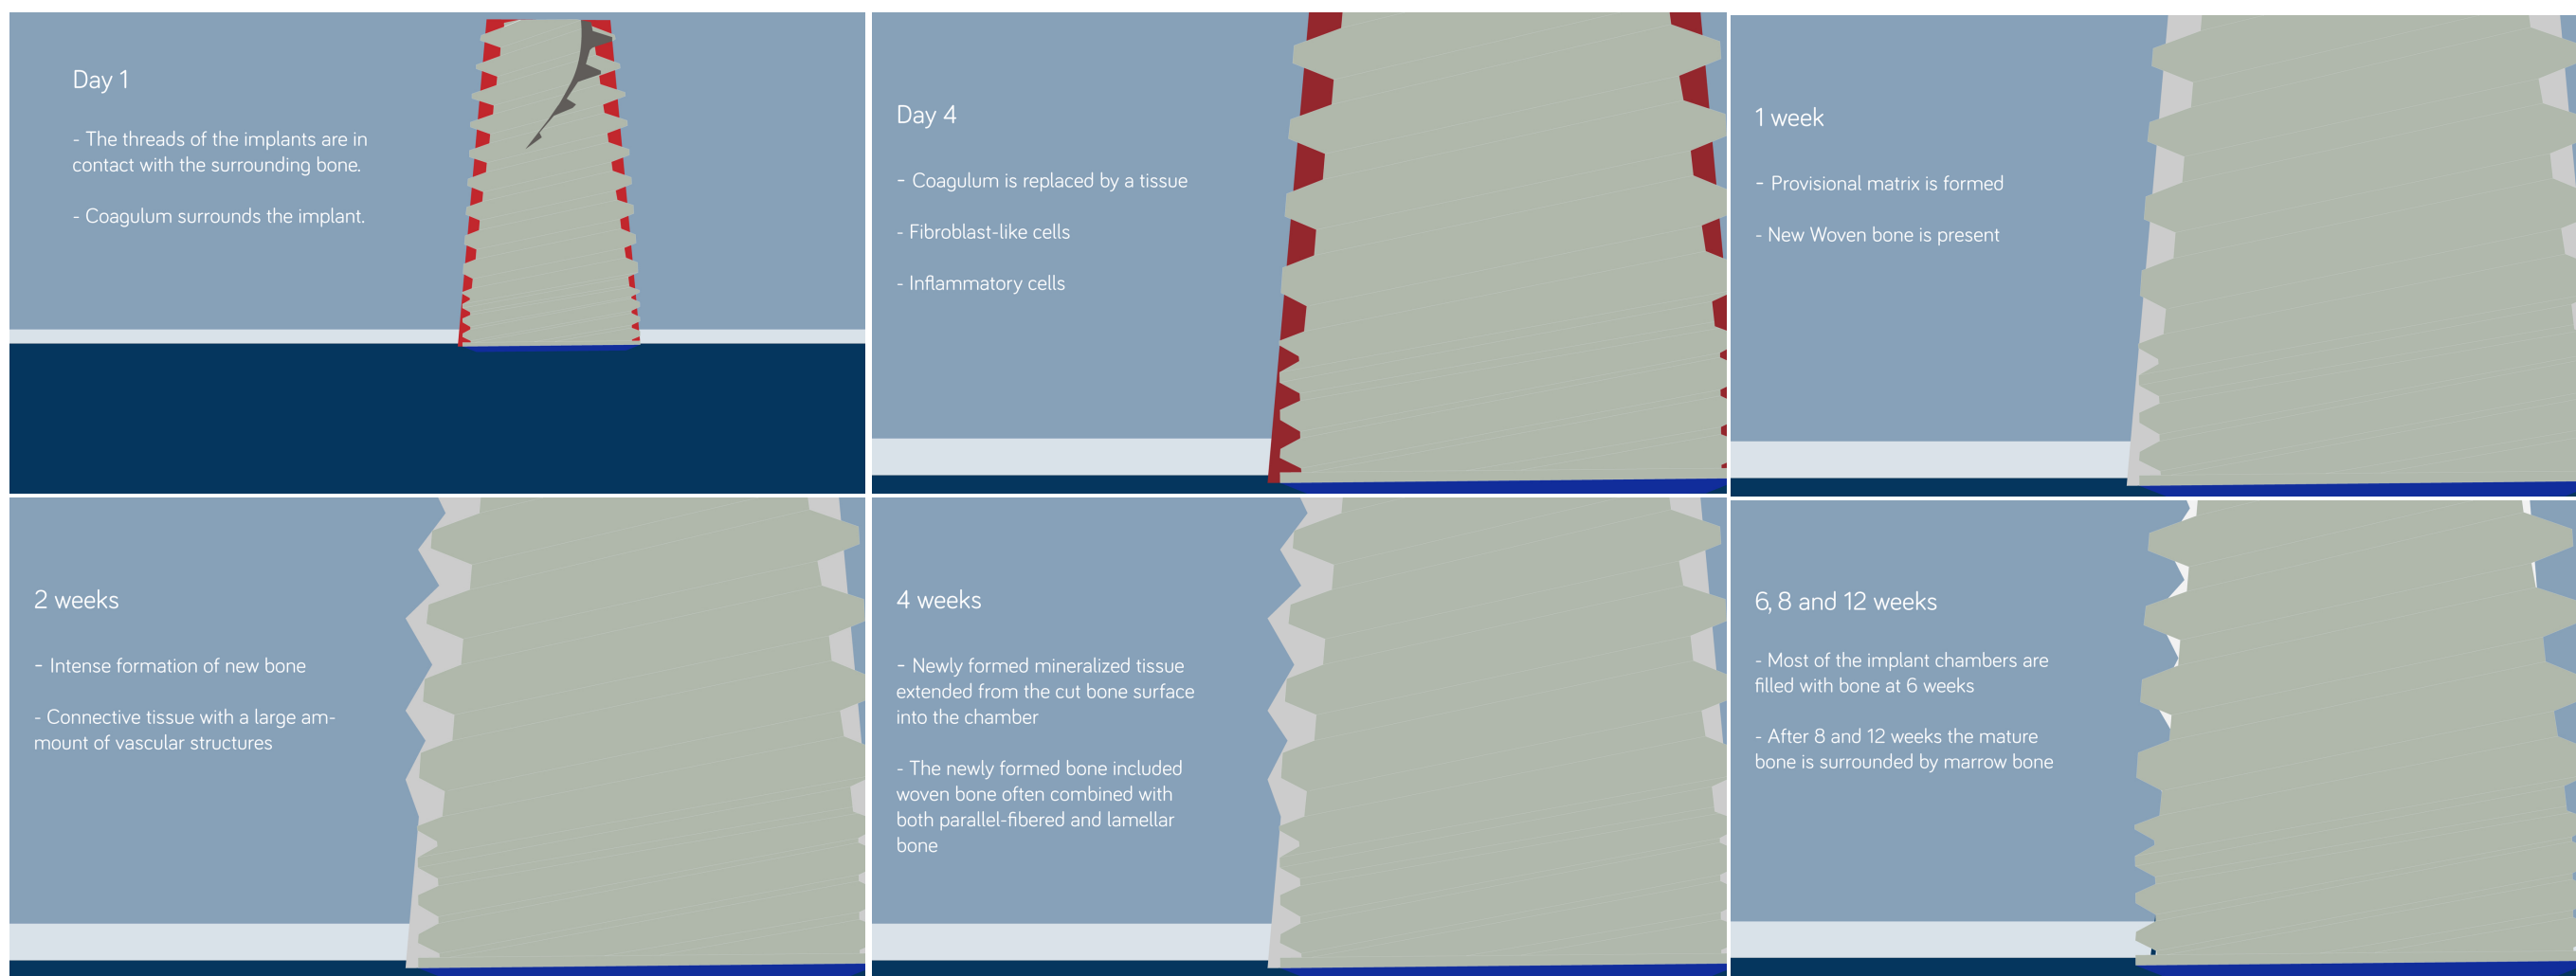 Day 1
- The threads of the implants are in
contact with the surrounding bone.
- Coagulum surrounds the implant.
Day 4
- Coagulum is replaced by a tissue
- Fibroblast-like cells
- Inflammatory cells
1 week
- Provisional matrix is formed
- New Woven bone is present
2 weeks
- Intense formation of new bone
- Connective tissue with a large am-
mount of vascular structures
4 weeks
- Newly formed mineralized tissue
extended from the cut bone surface
into the chamber
- The newly formed bone included
woven bone often combined with
both parallel-fibered and lamellar
bone
6, 8 and 12 weeks
- Most of the implant chambers are
filled with bone at 6 weeks
- After 8 and 12 weeks the mature
bone is surrounded by marrow bone